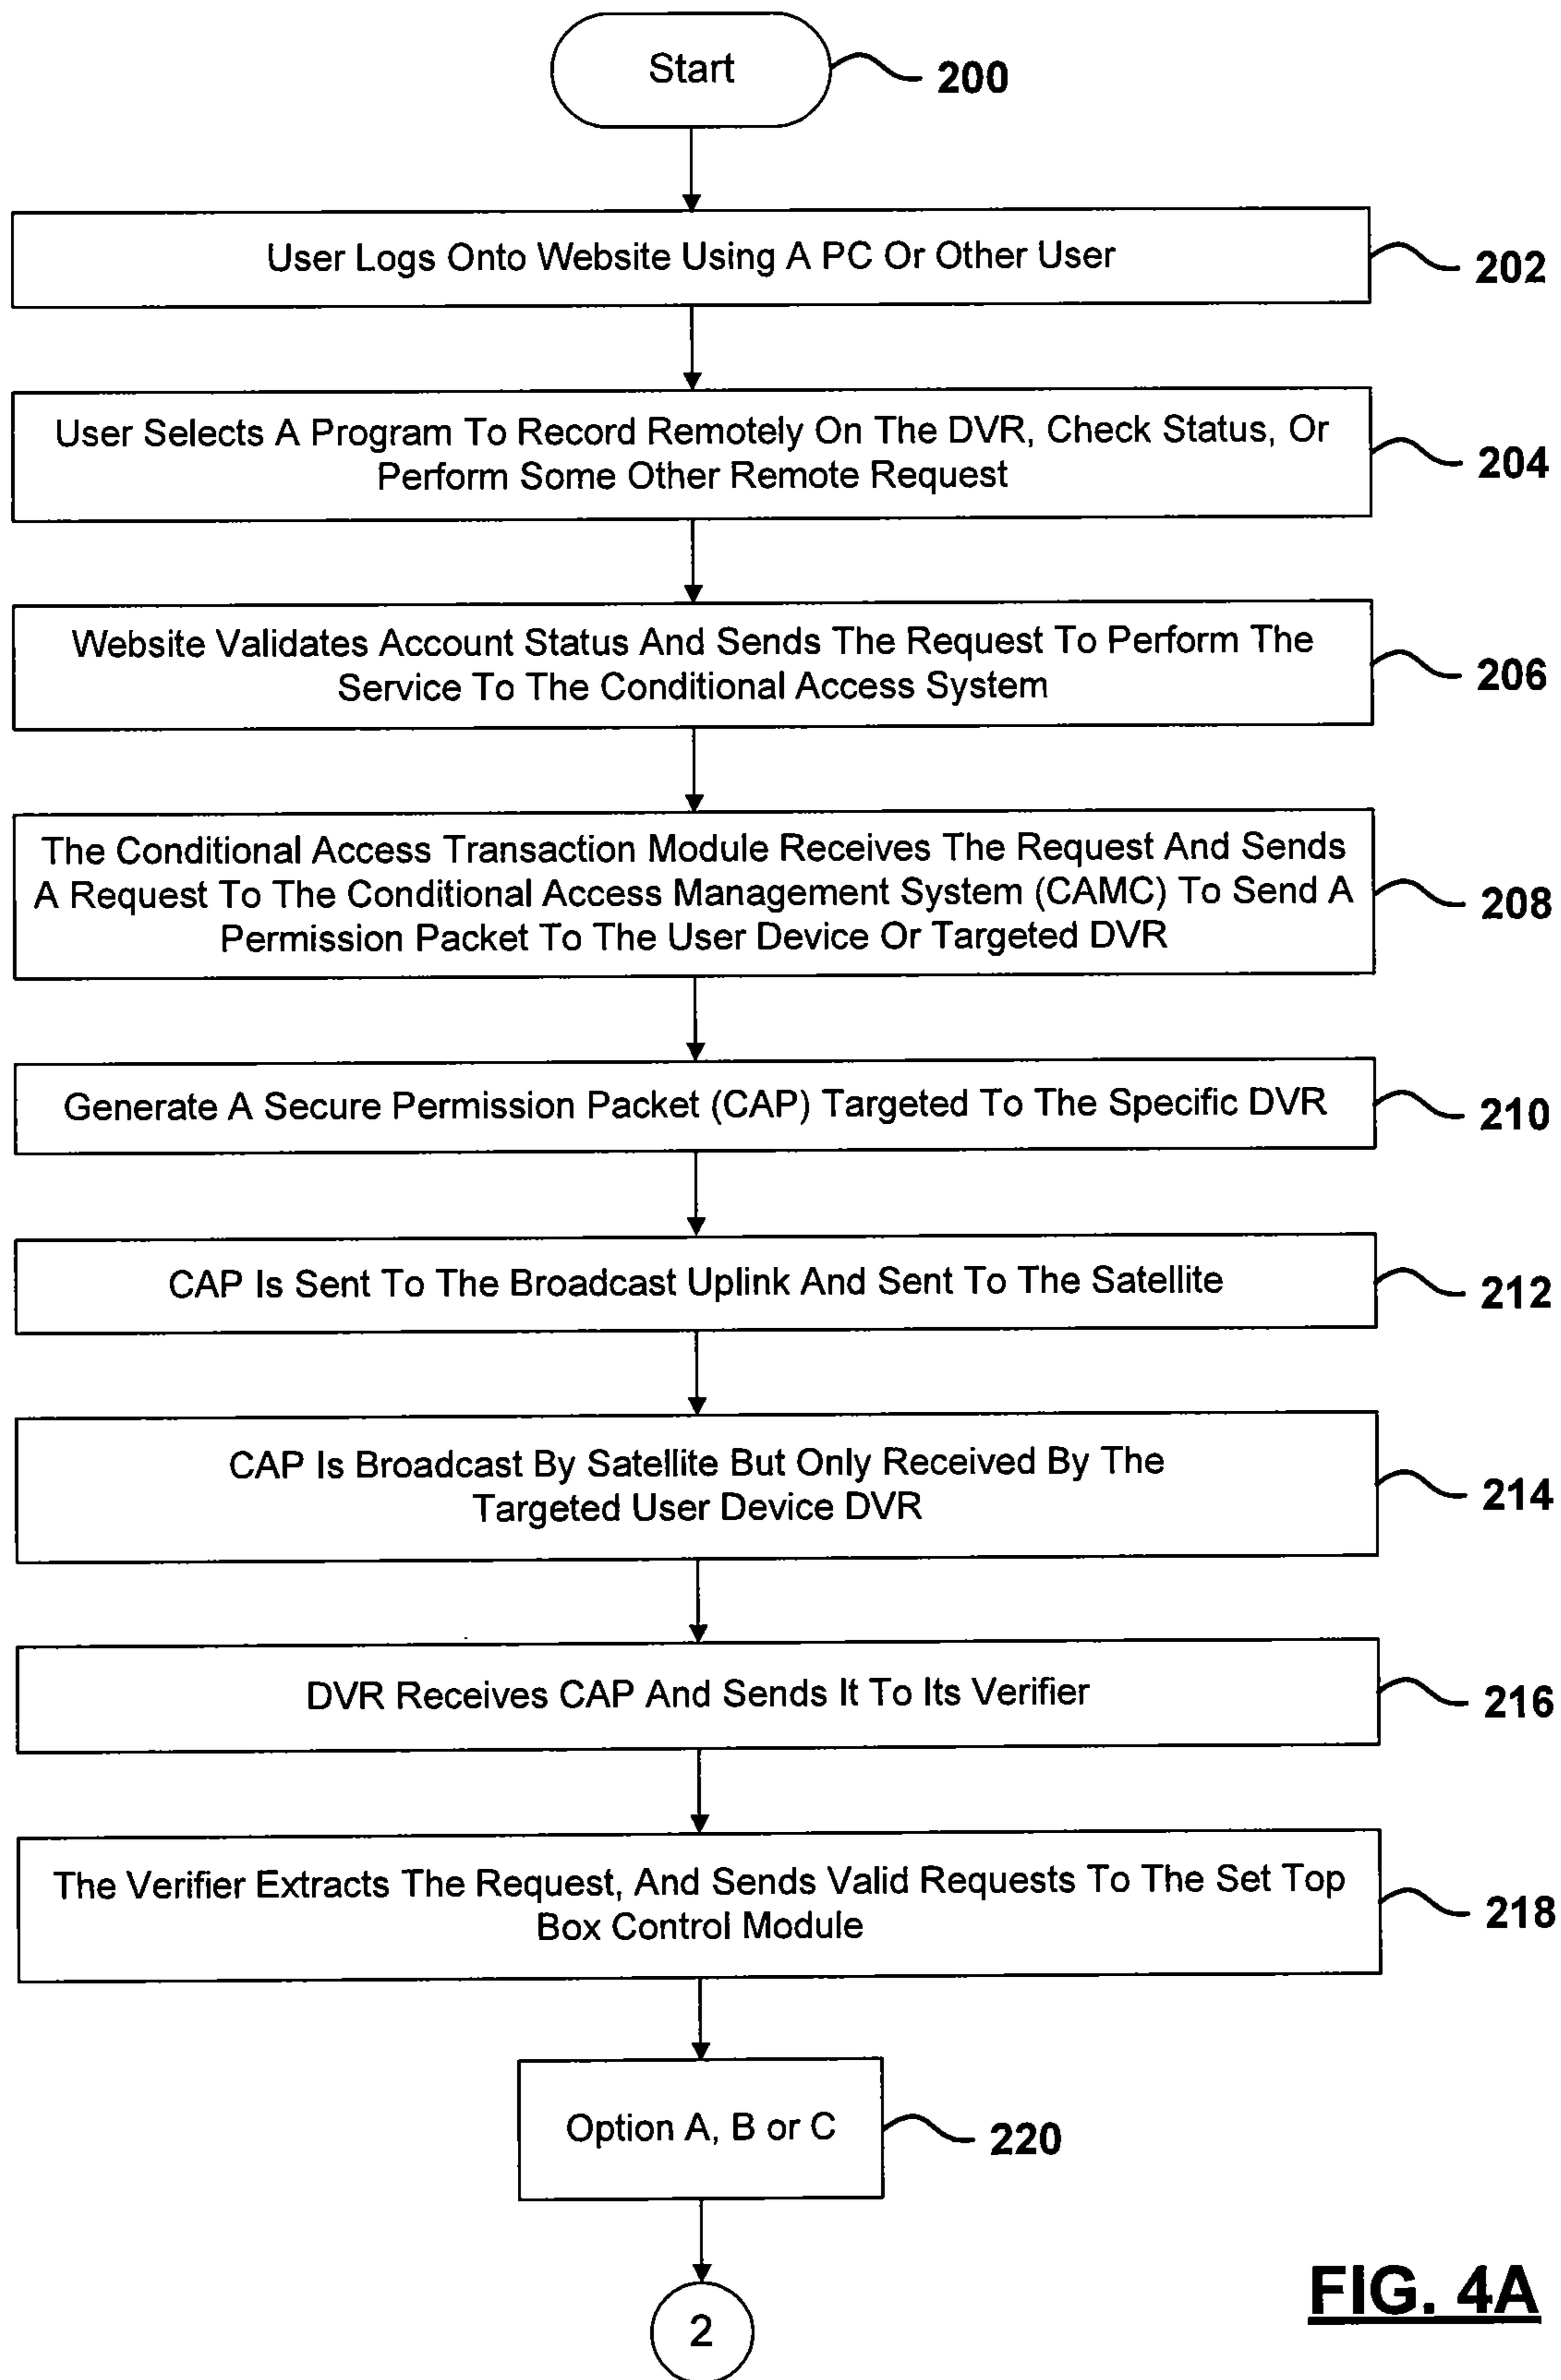 Start
200
User Logs Onto Website Using A PC Or Other User
202
User Selects A Program To Record Remotely On The DVR, Check Status, Or
Perform Some Other Remote Request
204
Website Validates Account Status And Sends The Request To Perform The
Service To The Conditional Access System
206
The Conditional Access Transaction Module Receives The Request And Sends
A Request To The Conditional Access Management System (CAMC) To Send A
Permission Packet To The User Device Or Targeted DVR
208
Generate A Secure Permission Packet (CAP) Targeted To The Specific DVR
210
CAP Is Sent To The Broadcast Uplink And Sent To The Satellite
212
CAP Is Broadcast By Satellite But Only Received By The
Targeted User Device DVR
214
DVR Receives CAP And Sends It To Its Verifier
216
The Verifier Extracts The Request, And Sends Valid Requests To The Set Top
Box Control Module
218
Option A, B or C
220
2
FIG. 4A